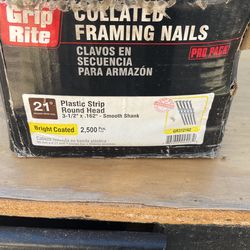 Grip
Rite
COLLATED
FRAMING NAILS
CLAVOS EN
SECUENCIA
PARA ARMAZÓN
PRO PACK
21°
Plastic Strip
Round Head
3-1/2" x .162" - Smooth Shank
Bright Coated
2,500 Pcs.